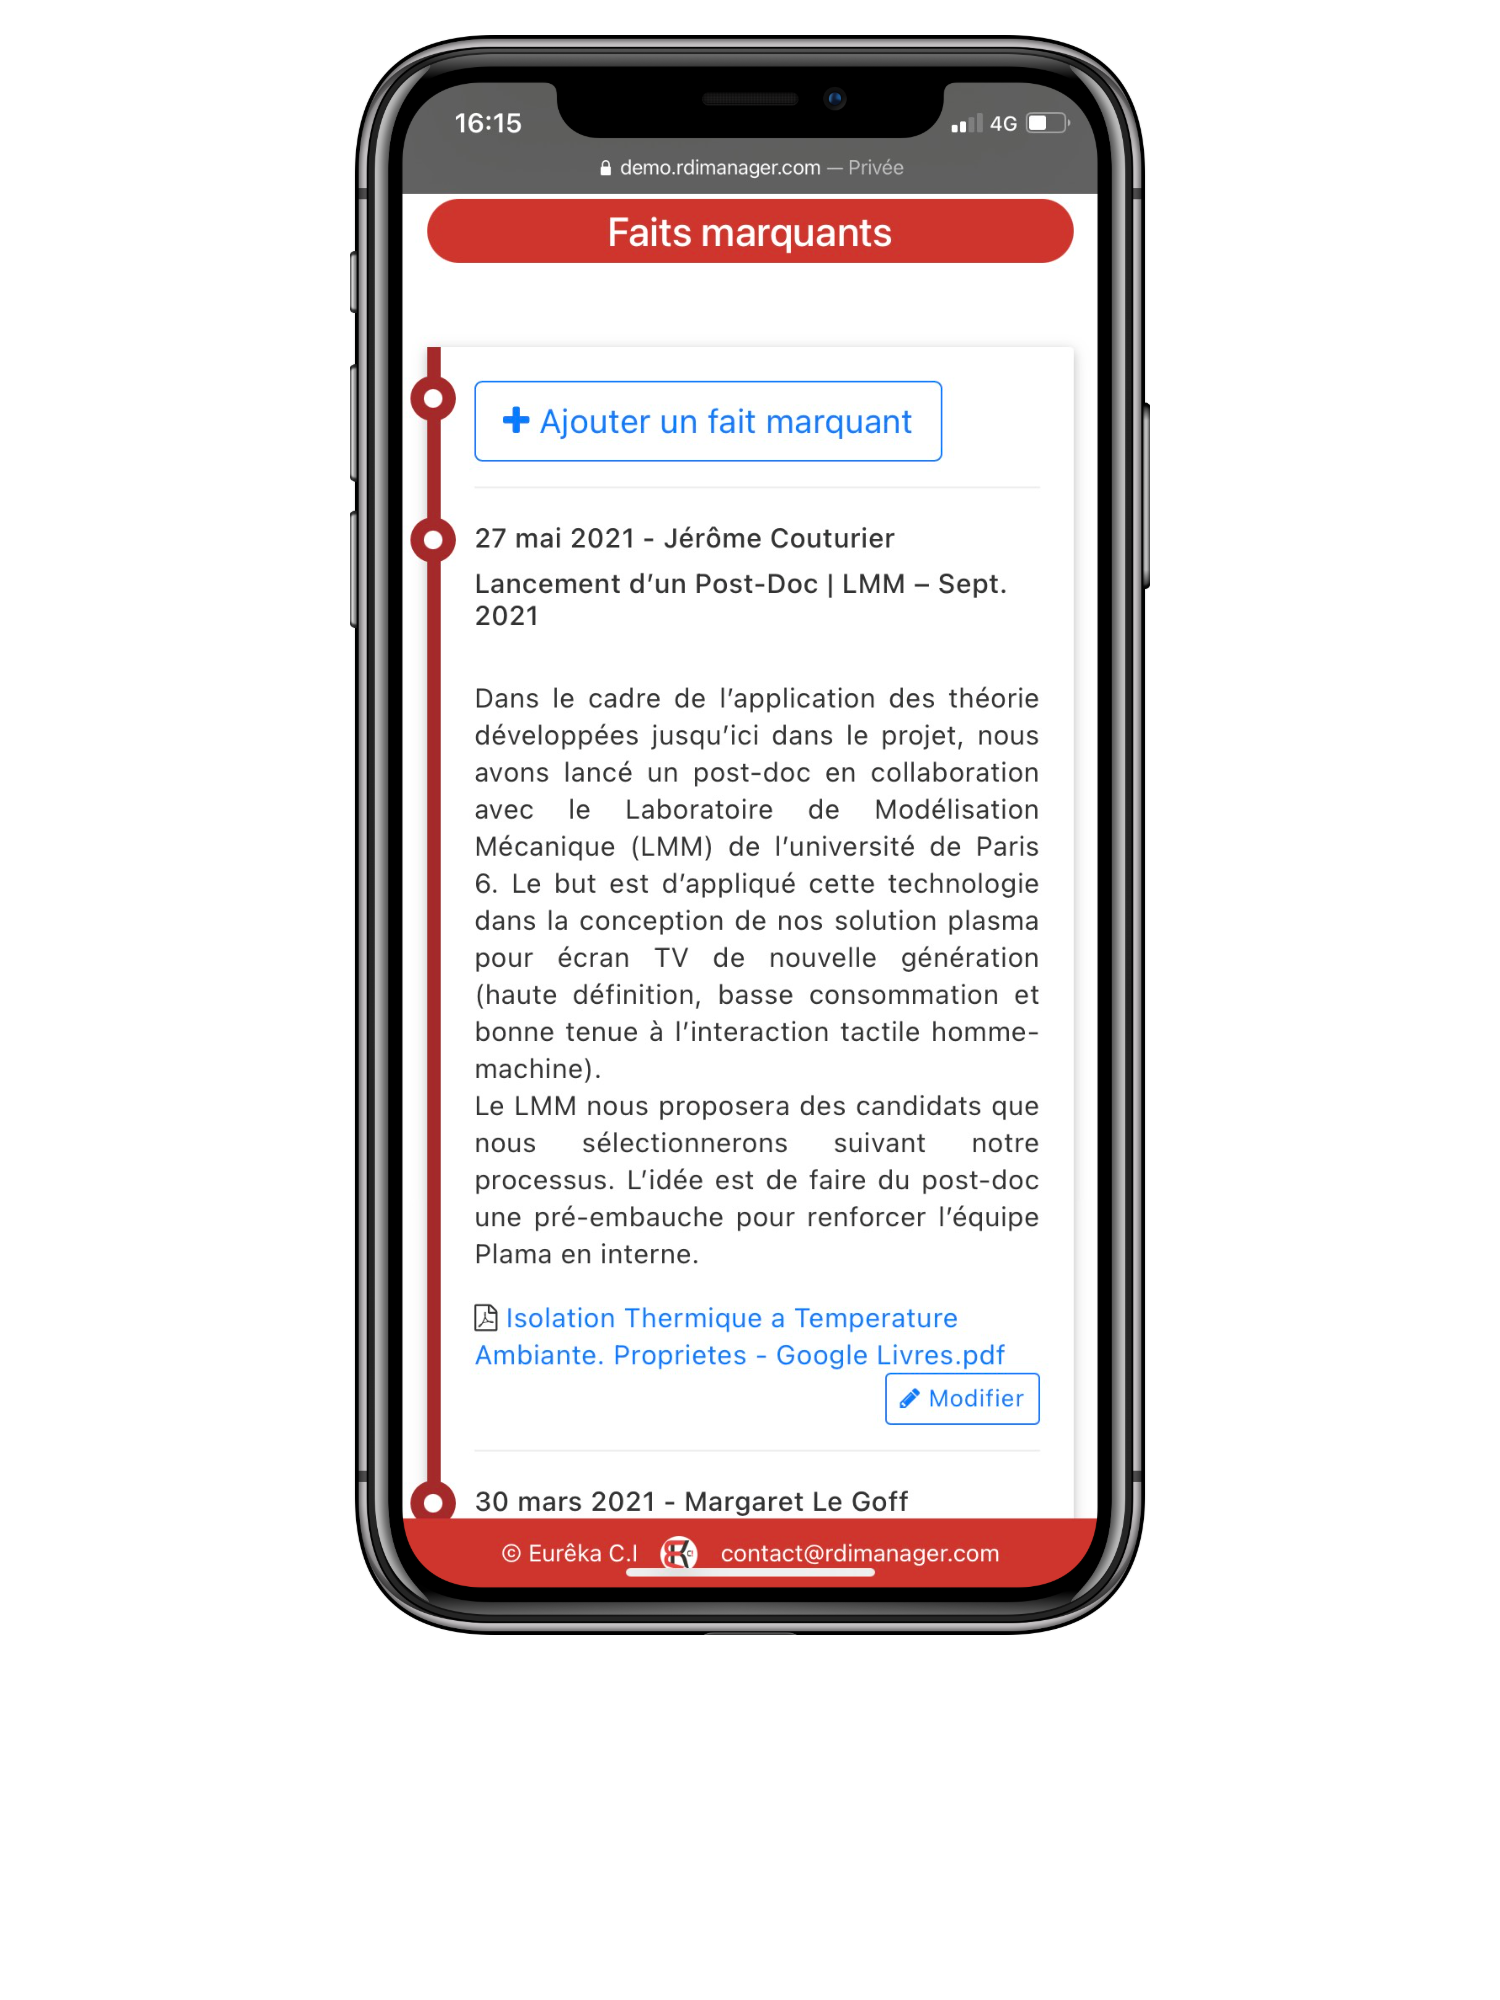 16:15
4G
demo.rdimanager.com — Privée
Faits marquants
Ajouter un fait marquant
27 mai 2021 - Jérôme Couturier
Lancement d’un Post-Doc | LMM – Sept.
2021
Dans le cadre de l’application des théorie
développées jusqu’ici dans le projet, nous
avons lancé un post-doc en collaboration
avec le Laboratoire de Modélisation
Mécanique (LMM) de l’université de Paris
6. Le but est d’appliqué cette technologie
dans la conception de nos solution plasma
pour écran TV de nouvelle génération
(haute définition, basse consommation et
bonne tenue à l’interaction tactile homme-
machine).
Le LMM nous proposera des candidats que
nous sélectionnerons suivant notre
processus. L’idée est de faire du post-doc
une pré-embauche pour renforcer l’équipe
Plama en interne.
Isolation Thermique a Temperature
Ambiante. Proprietes - Google Livres.pdf
Modifier
30 mars 2021 - Margaret Le Goff
© Eurêka C.I contact@rdimanager.com